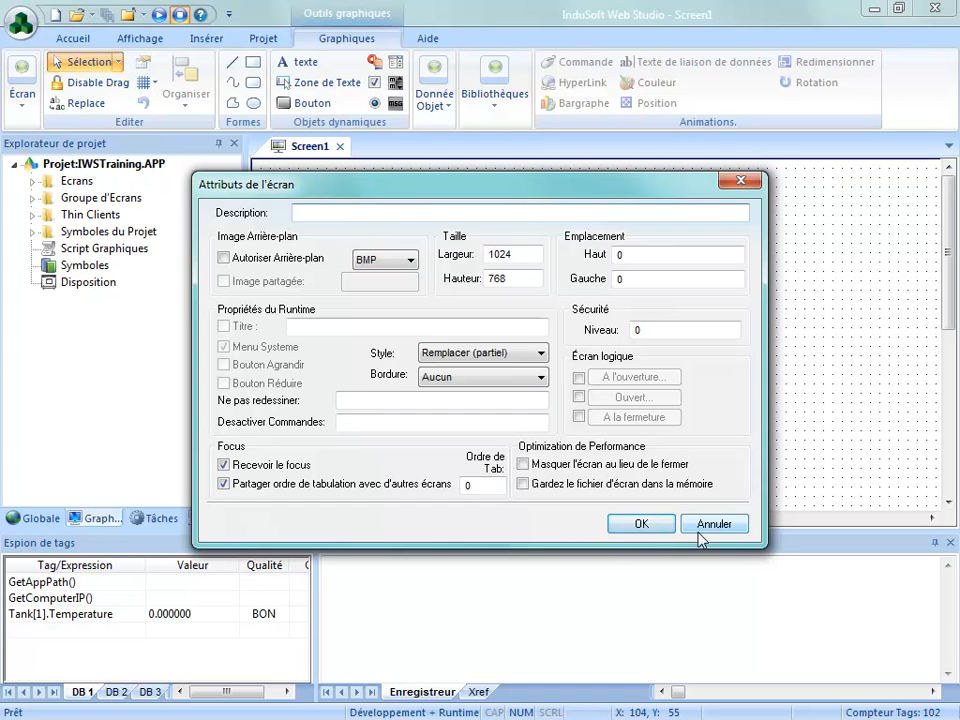 Outils graphiques
InduSoft Web Studio - Screen1
Accueil
Affichage
Insérer
Projet
Graphiques
Aide
Écran
Sélection
Disable Drag
Replace
Organiser
Editer
Formes
texte
Zone de Texte
Bouton
Objets dynamiques
Donnée Objet
Bibliothèques
Commande
HyperLink
Bargraphe
Texte de liaison de données
Couleur
Position
Redimensionner
Rotation
Animations.
Explorateur de projet
Screen1
Projet:IWSTraining.APP
Ecrans
Groupe d'Ecrans
Thin Clients
Symboles du Projet
Script Graphiques
Symboles
Disposition
Attributs de l'écran
Description:
Image Arrière-plan
Autoriser Arrière-plan
BMP
Image partagée:
Taille
Largeur: 1024
Hauteur: 768
Emplacement
Haut 0
Gauche 0
Propriétés du Runtime
Titre :
Menu Systeme
Bouton Agrandir
Bouton Réduire
Style: Remplacer (partiel)
Bordure: Aucun
Ne pas redessiner:
Desactiver Commandes:
Sécurité
Niveau: 0
Écran logique
A l'ouverture...
Ouvert...
A la fermeture
Focus
Recevoir le focus
Partager ordre de tabulation avec d'autres écrans
Ordre de
Tab:
0
Optimization de Performance
Masquer l'écran au lieu de le fermer
Gardez le fichier d'écran dans la mémoire
OK
Annuler
Globale
Graph...
Tâches
Espion de tags
Tag/Expression Valeur Qualité
GetAppPath()
GetComputerIP()
Tank[1].Temperature 0.000000 BON
DB 1 DB 2 DB 3
Enregistreur Xref
Prêt
Développement + Runtime CAP NUM SCRL X: 104, Y: 55 Compteur Tags: 102